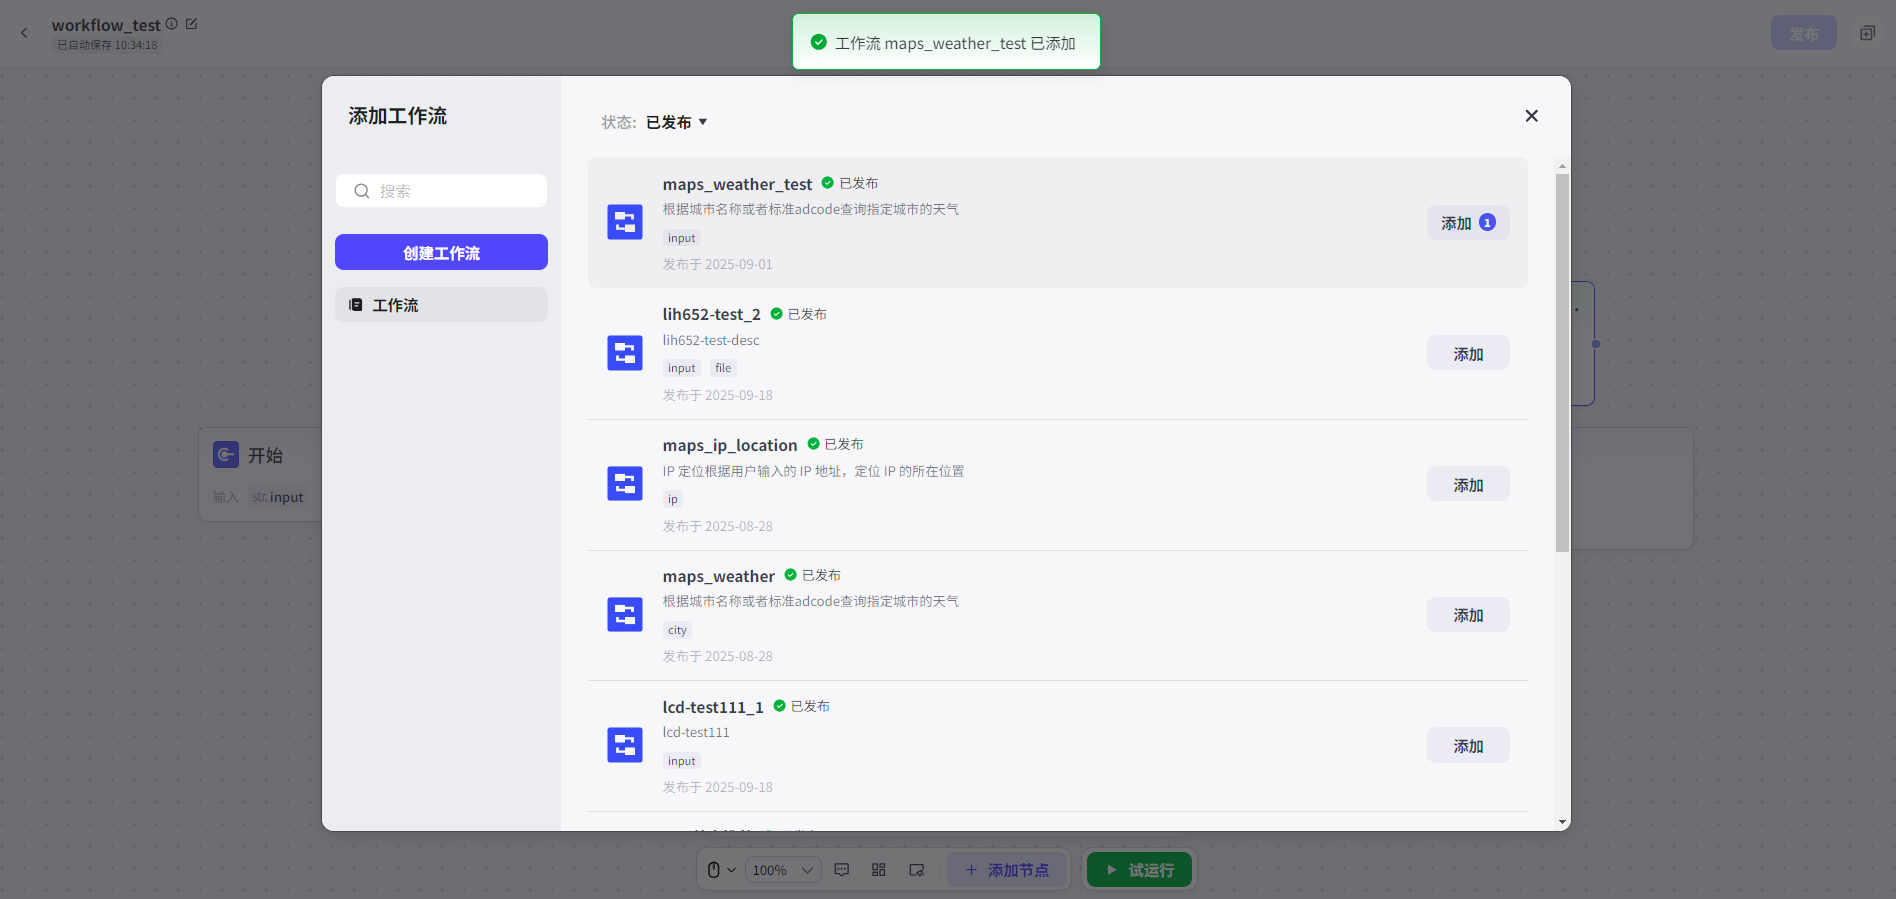 workflow_test
已自动保存 10:34:18
工作流 maps_weather_test 已添加
发布
添加工作流
搜索
创建工作流
工作流
状态: 已发布
maps_weather_test 已发布
根据城市名称或者标准adcode查询指定城市的天气
input
发布于 2025-09-01
添加 1
lih652-test_2 已发布
lih652-test-desc
input file
发布于 2025-09-18
添加
maps_ip_location 已发布
IP 定位根据用户输入的 IP 地址，定位 IP 的所在位置
ip
发布于 2025-08-28
添加
maps_weather 已发布
根据城市名称或者标准adcode查询指定城市的天气
city
发布于 2025-08-28
添加
lcd-test111_1 已发布
lcd-test111
input
发布于 2025-09-18
添加
开始
输入 str. input
100%
添加节点
试运行